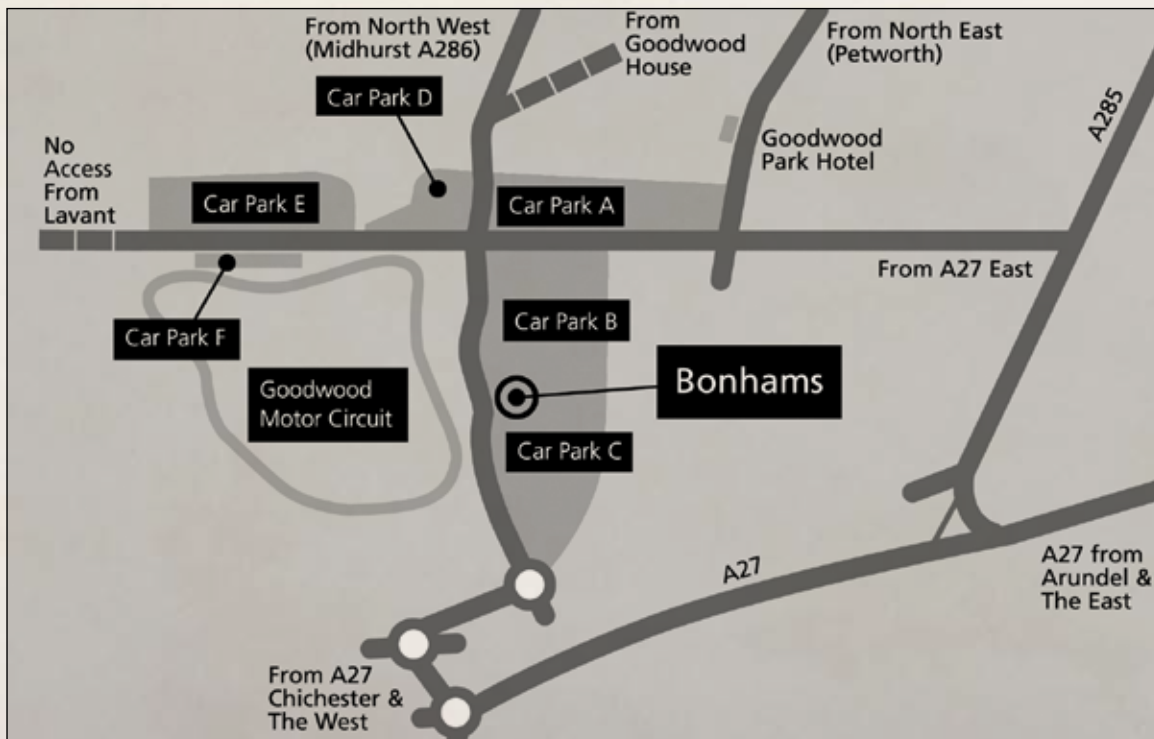 From North West
(Midhurst A286)
From
Goodwood
House
From North East
(Petworth)
Car Park D
A285
No
Access
From
Lavant
Goodwood
Park Hotel
Car Park E
Car Park A
From A27 East
Car Park F
Car Park B
Goodwood
Motor Circuit
Bonhams
Car Park C
A27
A27 from
Arundel &
The East
From A27
Chichester &
The West